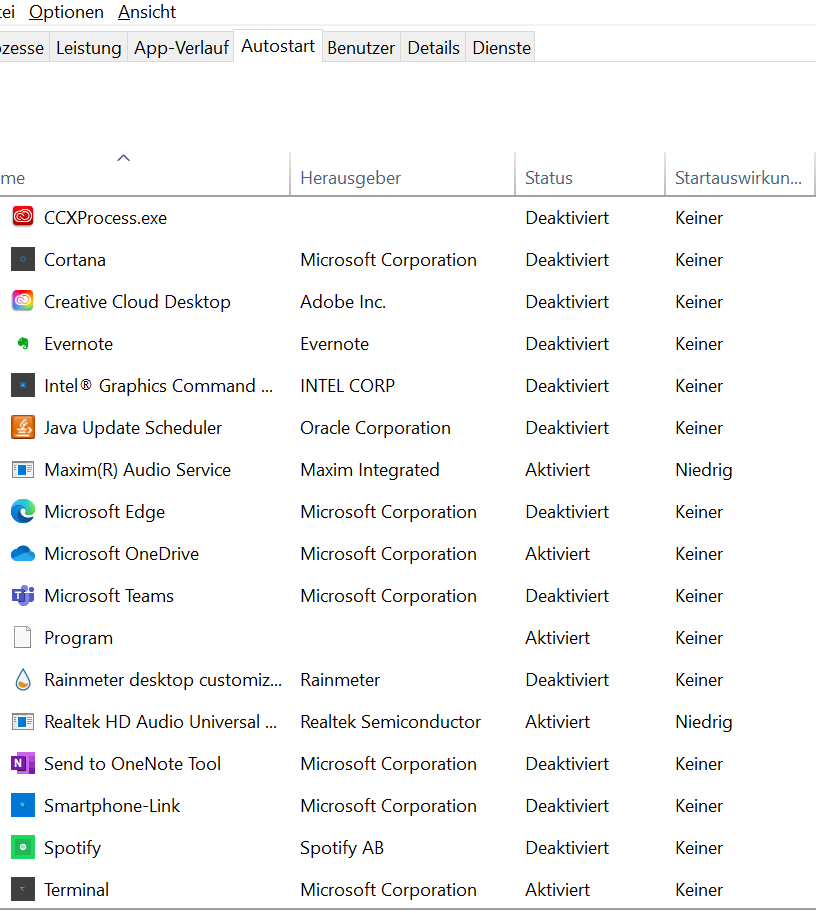 tei Optionen Ansicht
ozesse Leistung App-Verlauf Autostart Benutzer Details Dienste
me Herausgeber Status Startauswirkun...
CCXProcess.exe Deaktiviert Keiner
Cortana Microsoft Corporation Deaktiviert Keiner
Creative Cloud Desktop Adobe Inc. Deaktiviert Keiner
Evernote Evernote Deaktiviert Keiner
Intel® Graphics Command ... INTEL CORP Deaktiviert Keiner
Java Update Scheduler Oracle Corporation Deaktiviert Keiner
Maxim(R) Audio Service Maxim Integrated Aktiviert Niedrig
Microsoft Edge Microsoft Corporation Deaktiviert Keiner
Microsoft OneDrive Microsoft Corporation Aktiviert Keiner
Microsoft Teams Microsoft Corporation Deaktiviert Keiner
Program Aktiviert Keiner
Rainmeter desktop customiz... Rainmeter Deaktiviert Keiner
Realtek HD Audio Universal ... Realtek Semiconductor Aktiviert Niedrig
Send to OneNote Tool Microsoft Corporation Deaktiviert Keiner
Smartphone-Link Microsoft Corporation Deaktiviert Keiner
Spotify Spotify AB Deaktiviert Keiner
Terminal Microsoft Corporation Aktiviert Keiner